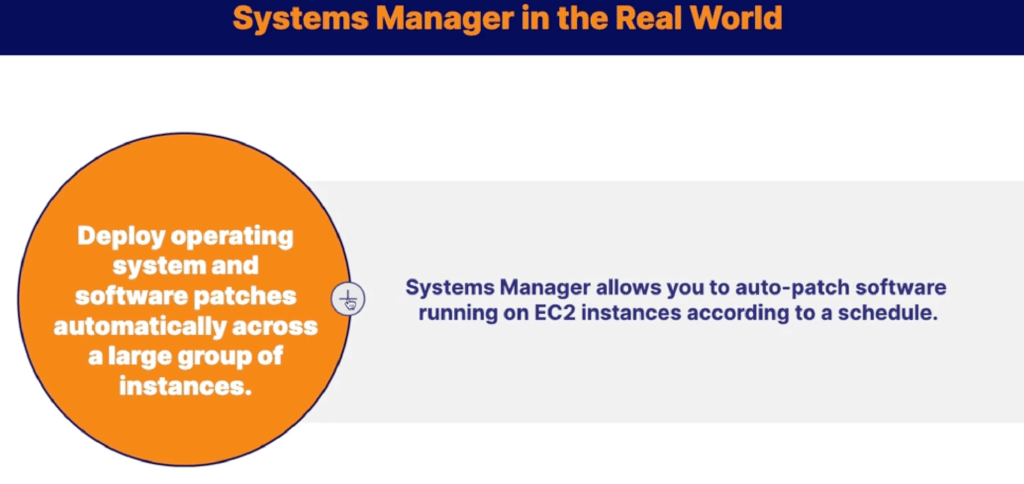 Systems Manager in the Real World
Deploy operating
system and
software patches
automatically across
a large group of
instances.
Systems Manager allows you to auto-patch software
running on EC2 instances according to a schedule.